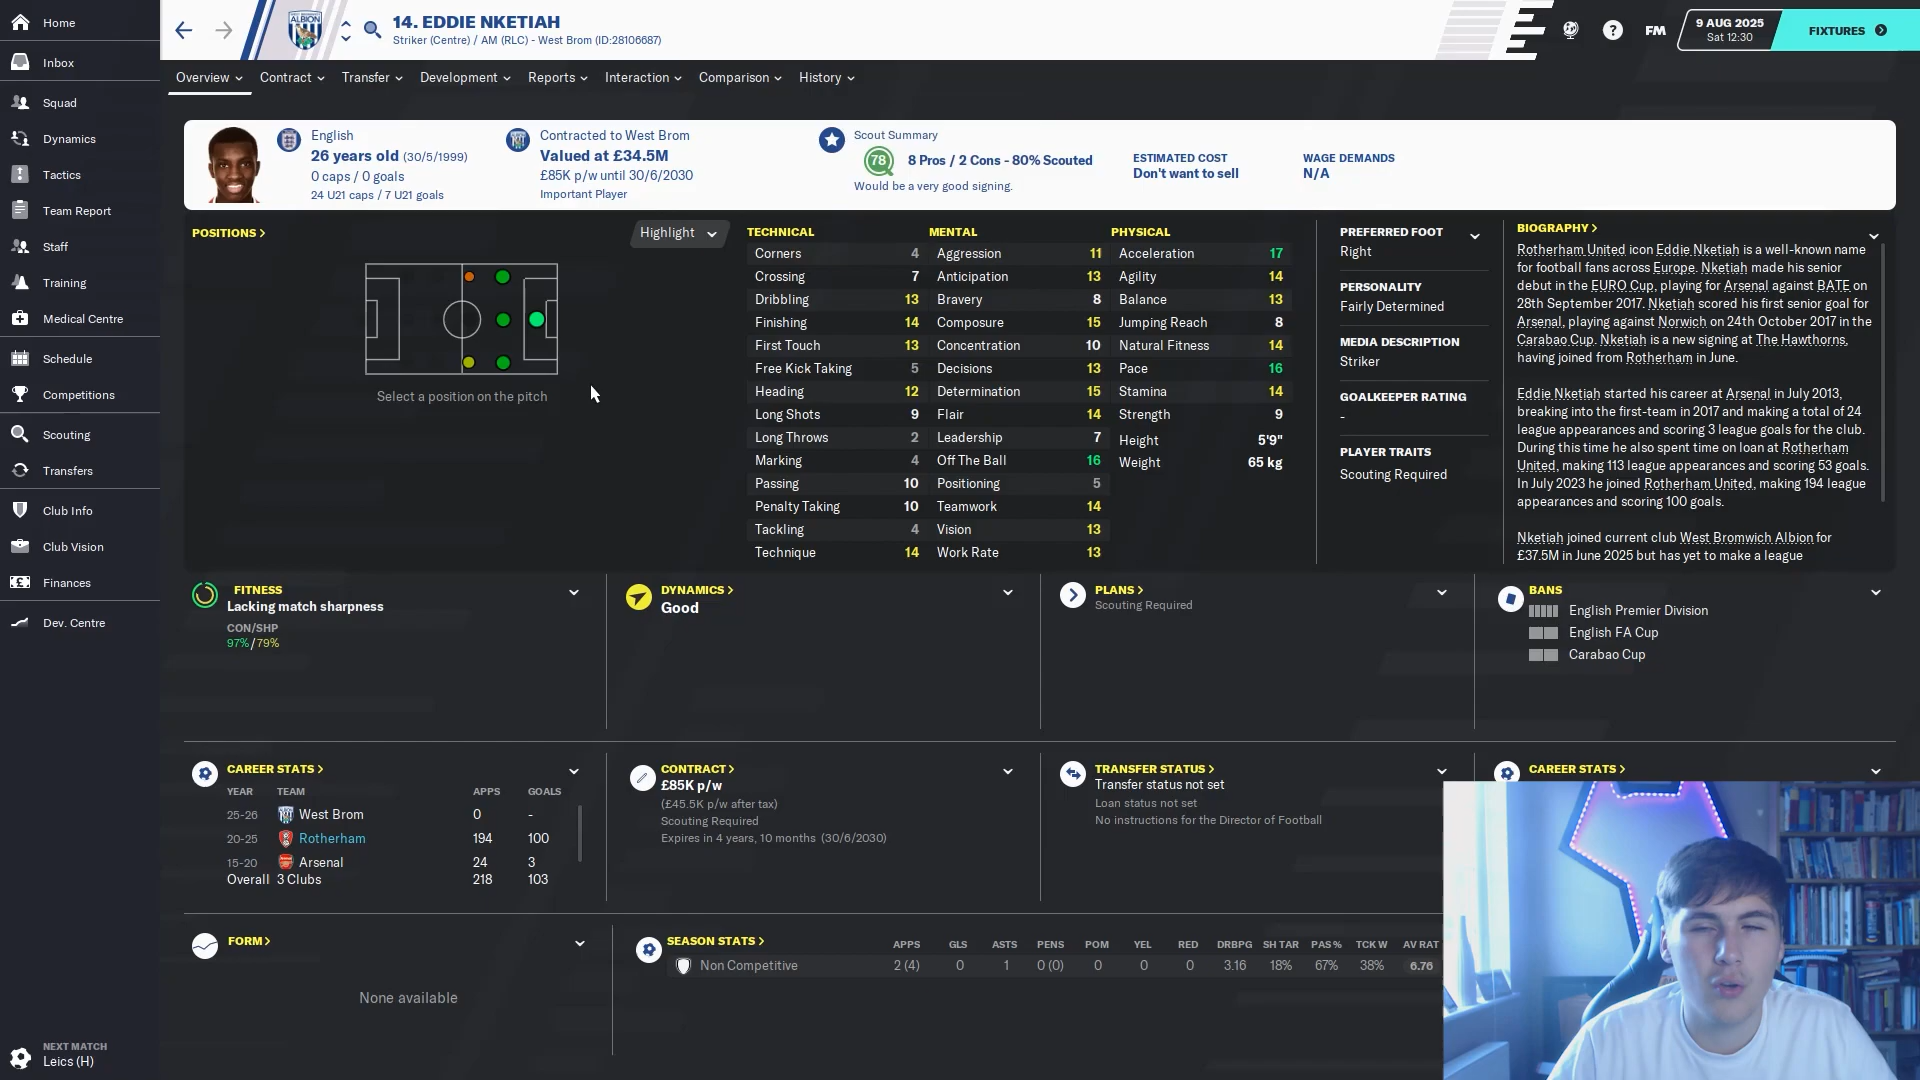 Home
Inbox
Squad
Dynamics
Tactics
Team Report
Staff
Training
Medical Centre
Schedule
Competitions
Scouting
Transfers
Club Info
Club Vision
Finances
Dev. Centre
NEXT MATCH
Leics (H)
ALBION
14. EDDIE NKETIAH
Striker (Centre) / AM (RLC) - West Brom (ID:28106687)
?
FM
9 AUG 2025
Sat 12:30
FIXTURES
Overview Contract Transfer Development Reports Interaction Comparison History
English
26 years old (30/5/1999)
0 caps / 0 goals
24 U21 caps / 7 U21 goals
Contracted to West Brom
Valued at £34.5M
£85K p/w until 30/6/2030
Important Player
Scout Summary
78 8 Pros / 2 Cons - 80% Scouted
Would be a very good signing.
ESTIMATED COST
Don't want to sell
WAGE DEMANDS
N/A
POSITIONS >
Highlight
Select a position on the pitch
TECHNICAL
Corners 4
Crossing 7
Dribbling 13
Finishing 14
First Touch 13
Free Kick Taking 5
Heading 12
Long Shots 9
Long Throws 2
Marking 4
Passing 10
Penalty Taking 10
Tackling 4
Technique 14
MENTAL
Aggression 11
Anticipation 13
Bravery 8
Composure 15
Concentration 10
Decisions 13
Determination 15
Flair 14
Leadership 7
Off The Ball 16
Positioning 5
Teamwork 14
Vision 13
Work Rate 13
PHYSICAL
Acceleration 17
Agility 14
Balance 13
Jumping Reach 8
Natural Fitness 14
Pace 16
Stamina 14
Strength 9
Height 5'9"
Weight 65 kg
PREFERRED FOOT
Right
PERSONALITY
Fairly Determined
MEDIA DESCRIPTION
Striker
GOALKEEPER RATING
-
PLAYER TRAITS
Scouting Required
BIOGRAPHY >
Rotherham United icon Eddie Nketiah is a well-known name
for football fans across Europe. Nketiah made his senior
debut in the EURO Cup, playing for Arsenal against BATE on
28th September 2017. Nketiah scored his first senior goal for
Arsenal, playing against Norwich on 24th October 2017 in the
Carabao Cup. Nketiah is a new signing at The Hawthorns,
having joined from Rotherham in June.
Eddie Nketiah started his career at Arsenal in July 2013,
breaking into the first-team in 2017 and making a total of 24
league appearances and scoring 3 league goals for the club.
During this time he also spent time on loan at Rotherham
United, making 113 league appearances and scoring 53 goals.
In July 2023 he joined Rotherham United, making 194 league
appearances and scoring 100 goals.
Nketiah joined current club West Bromwich Albion for
£37.5M in June 2025 but has yet to make a league
FITNESS
Lacking match sharpness
CON/SHP
97%/79%
DYNAMICS >
Good
PLANS >
Scouting Required
BANS
English Premier Division
English FA Cup
Carabao Cup
CAREER STATS >
YEAR TEAM APPS GOALS
25-26 West Brom 0 -
20-25 Rotherham 194 100
15-20 Arsenal 24 3
Overall 3 Clubs 218 103
CONTRACT >
£85K p/w
(£45.5K p/w after tax)
Scouting Required
Expires in 4 years, 10 months (30/6/2030)
TRANSFER STATUS >
Transfer status not set
Loan status not set
No instructions for the Director of Football
CAREER STATS >
FORM >
None available
SEASON STATS > APPS GLS ASTS PENS POM YEL RED DRBPG SH TAR PAS % TCK W AV RAT
Non Competitive 2 (4) 0 1 0 (0) 0 0 0 3.16 18% 67% 38% 6.76